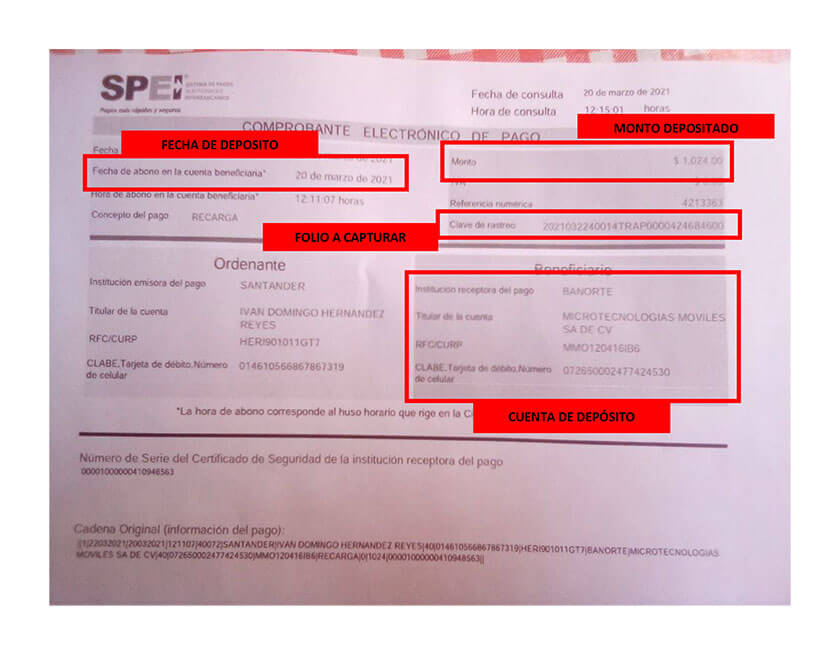 SPEI
SISTEMA DE PAGOS
ELECTRÓNICOS
INTERBANCARIOS
Pagos más rápidos y seguros
Fecha de consulta 20 de marzo de 2021
Hora de consulta 12:15:01 horas
COMPROBANTE ELECTRÓNICO DE PAGO
MONTO DEPOSITADO
FECHA DE DEPOSITO
Fecha
Fecha de abono en la cuenta beneficiaria* 20 de marzo de 2021
Hora de abono en la cuenta beneficiaria* 12:11:07 horas
Concepto del pago RECARGA
Monto $ 1,024.00
IVA
Referencia numérica 4213363
Clave de rastreo 2021032240014TRAP0000424684600
FOLIO A CAPTURAR
Ordenante
Institución emisora del pago SANTANDER
Titular de la cuenta IVAN DOMINGO HERNANDEZ
REYES
RFC/CURP HERI901011GT7
CLABE,Tarjeta de débito,Número
de celular 014610566867867319
Beneficiario
Institución receptora del pago BANORTE
Titular de la cuenta MICROTECNOLOGIAS MOVILES
SA DE CV
RFC/CURP MMO120416IB6
CLABE,Tarjeta de débito,Número
de celular 072650002477424530
*La hora de abono corresponde al huso horario que rige en la
CUENTA DE DEPÓSITO
Número de Serie del Certificado de Seguridad de la institución receptora del pago
00001000000410948563
Cadena Original (información del pago):
||1|22032021|20032021|121107|40072|SANTANDER|IVAN DOMINGO HERNANDEZ REYES|40|014610566867867319|HERI901011GT7|BANORTE|MICROTECNOLOGIAS
MOVILES SA DE CV|40|072650002477424530|MMO120416IB6|RECARGA|0|1024|00001000000410948563||